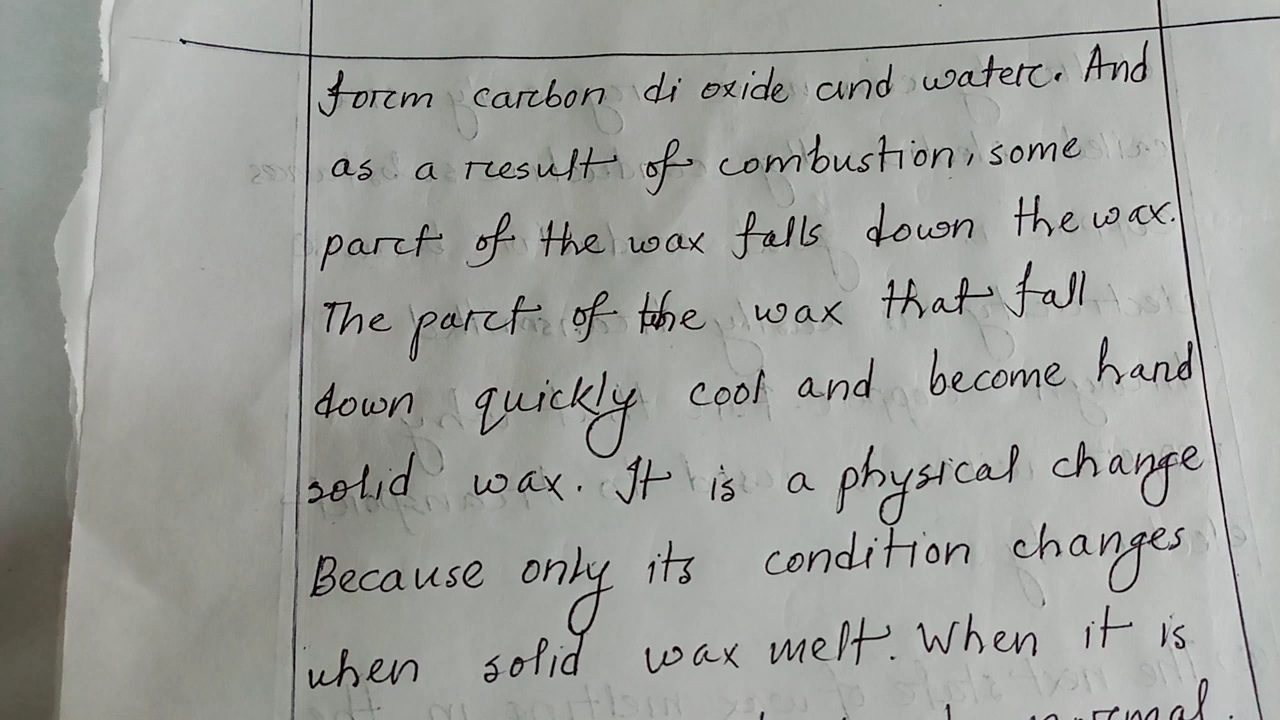 form carbon di oxide and water. And
as a result of combustion, some
part of the wax falls down the wax.
The part of the wax that fall
down quickly cool and become hand
solid wax. It is a physical change
Because only its condition changes
when solid wax melt. When it is